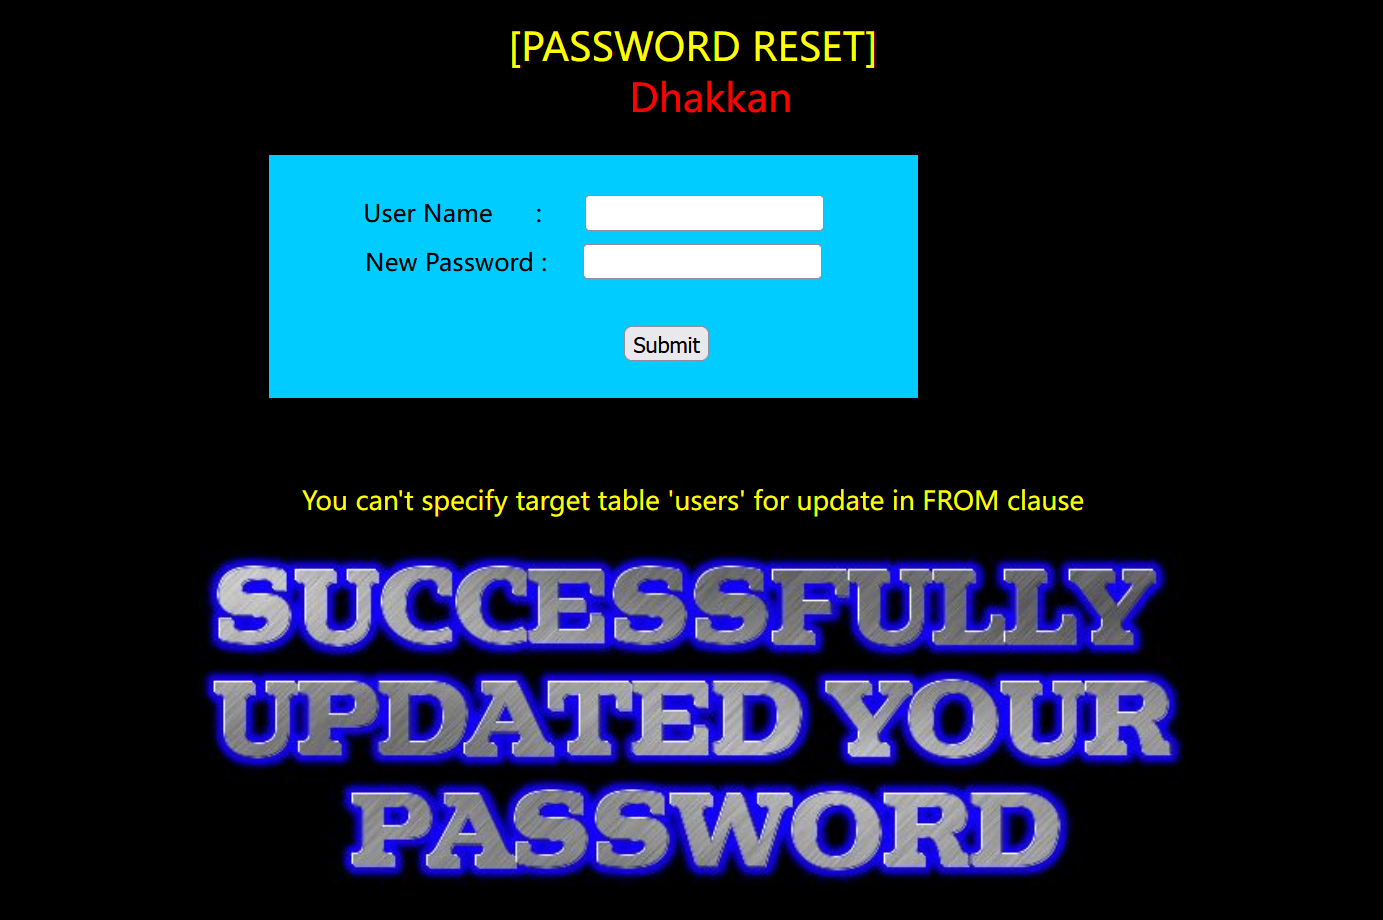 [PASSWORD RESET]
Dhakkan
User Name :
New Password :
Submit
You can't specify target table 'users' for update in FROM clause
SUCCESSFULLY
UPDATED YOUR
PASSWORD